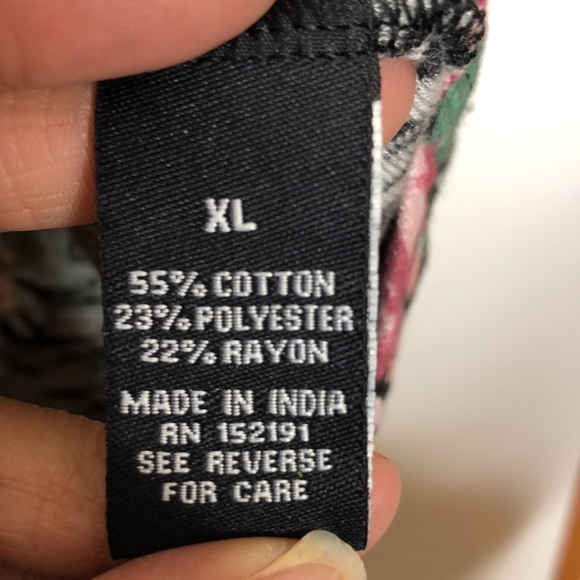 XL
55% COTTON
23% POLYESTER
22% RAYON
MADE IN INDIA
RN 152191
SEE REVERSE
FOR CARE